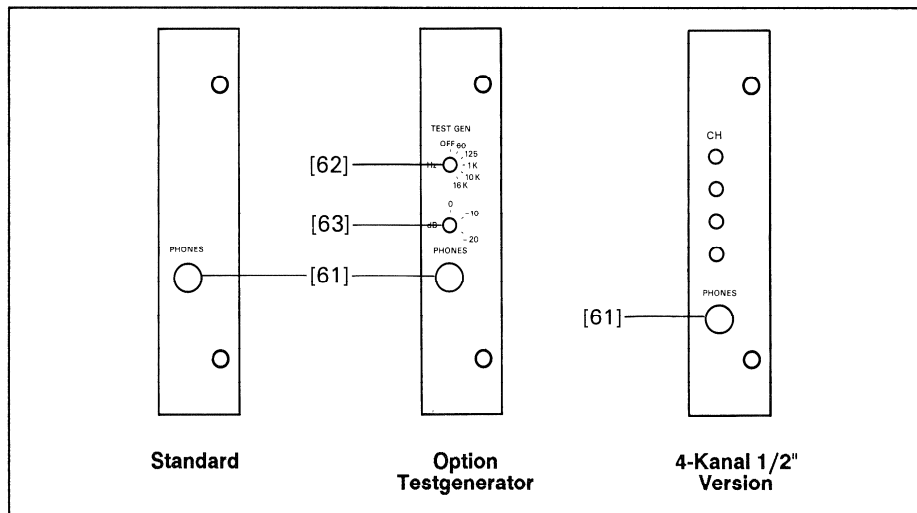 TEST GEN
OFF 60
125
[62] Hz 1K
10K
16K
0
-10
[63] dB
-20
PHONES
PHONES
[61]
CH
PHONES
[61]
Standard
Option
Testgenerator
4-Kanal 1/2"
Version